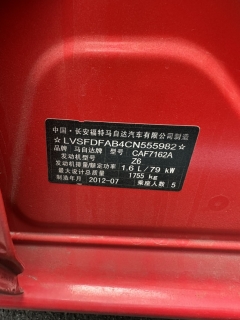 中国·长安福特马自达汽车有限公司制造
☆LVSFDFAB4CN555982☆
品牌 马自达牌 型号 CAF7162A
发动机型号 Z6
发动机排量/额定功率 1.6 L/79 kW
最大设计总质量 1755 kg
制造年月 2012-07 乘座人数 5